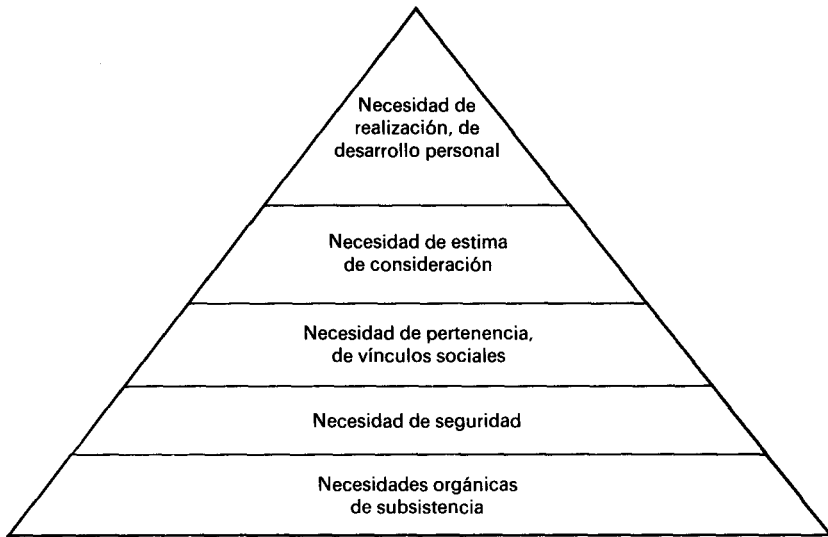 Necesidad de
realización, de
desarrollo personal
Necesidad de estima
de consideración
Necesidad de pertenencia,
de vínculos sociales
Necesidad de seguridad
Necesidades orgánicas
de subsistencia